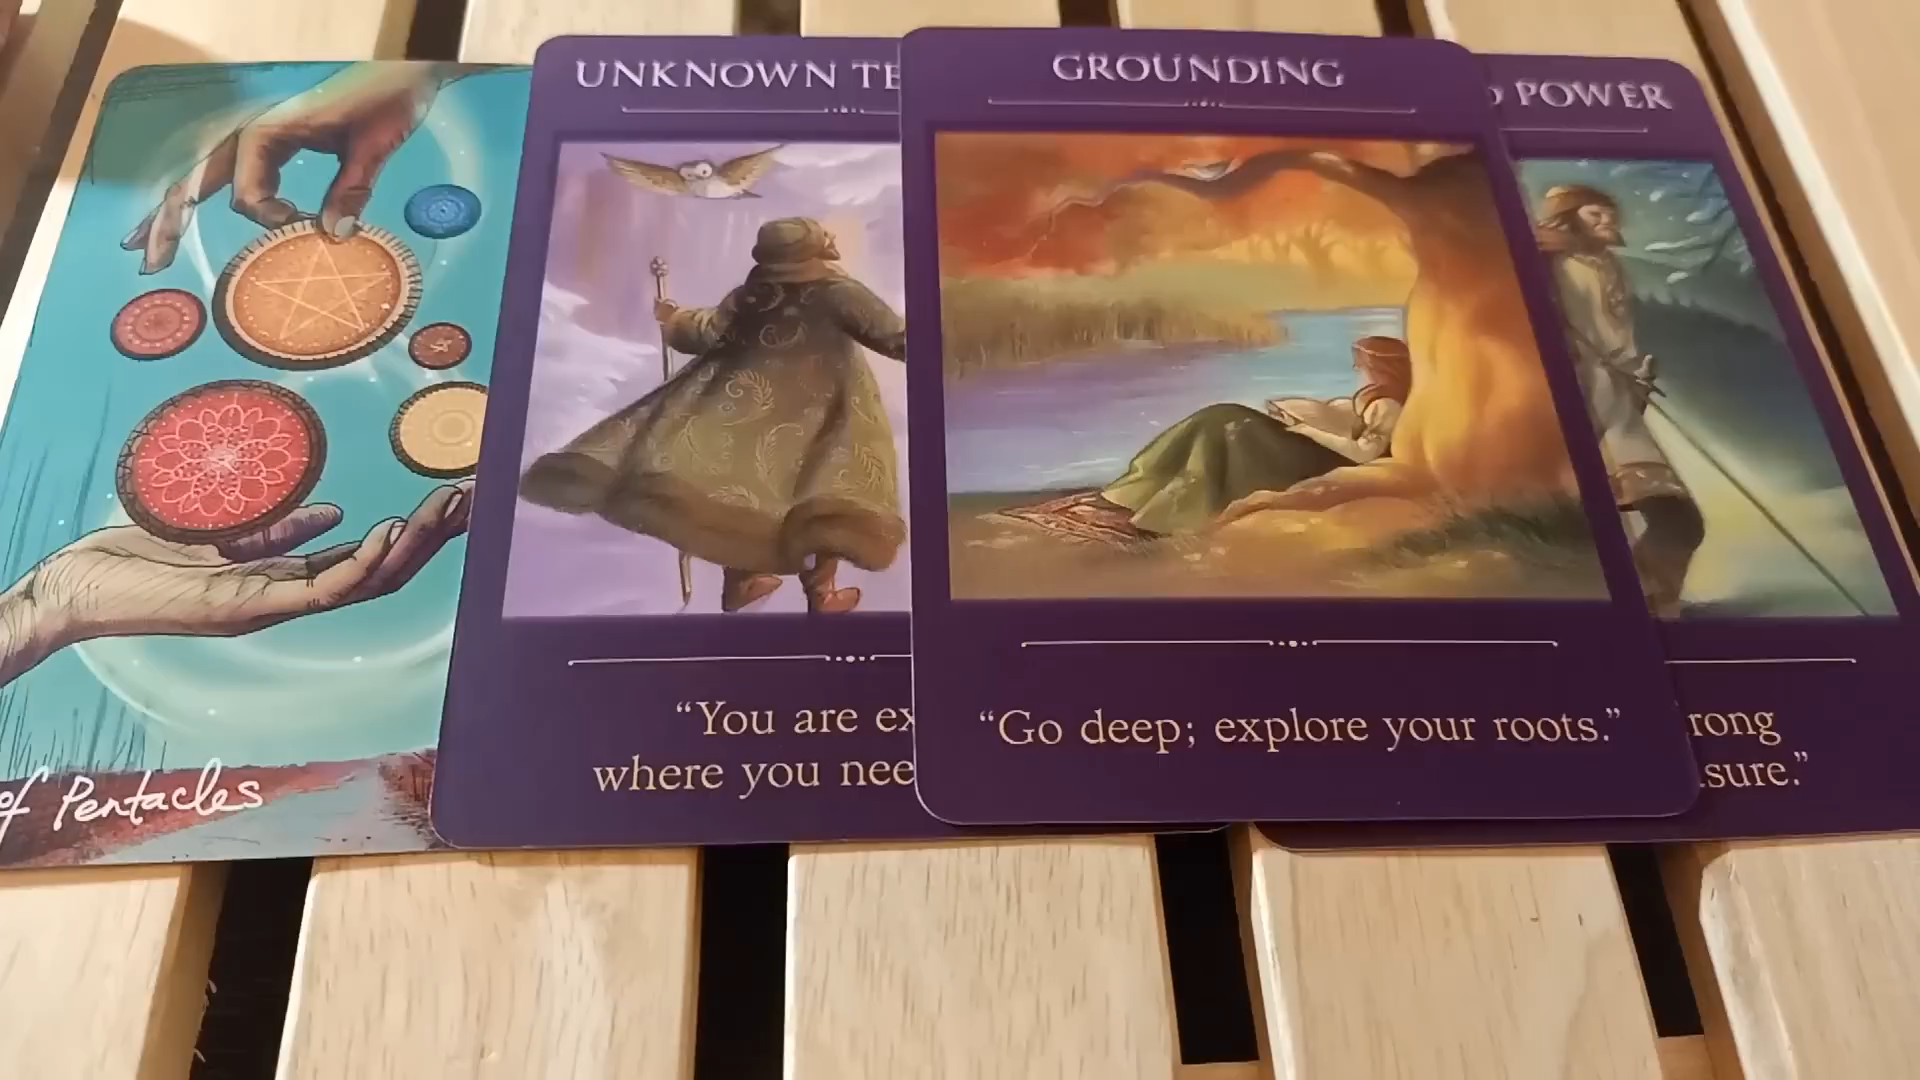 of Pentacles
UNKNOWN TE
"You are ex
where you nee
GROUNDING
"Go deep; explore your roots."
POWER
rong
sure."